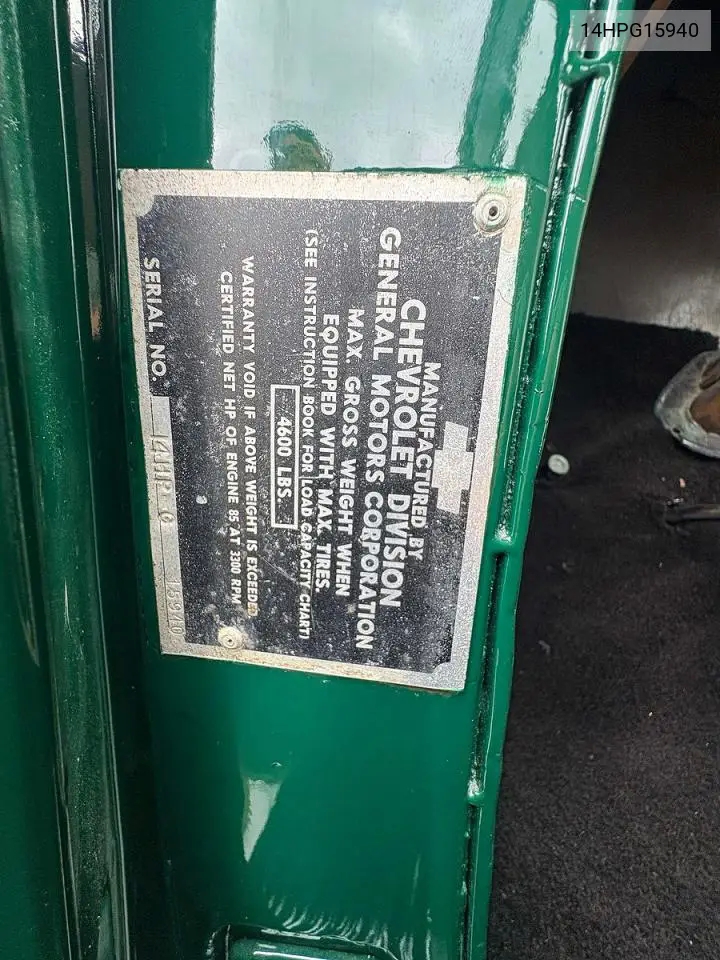 14HPG15940
MANUFACTURED BY
CHEVROLET DIVISION
GENERAL MOTORS CORPORATION
MAX. GROSS WEIGHT WHEN
EQUIPPED WITH MAX. TIRES.
(SEE INSTRUCTION BOOK FOR LOAD CAPACITY CHART)
4600 LBS.
WARRANTY VOID IF ABOVE WEIGHT IS EXCEEDED
CERTIFIED NET HP OF ENGINE 85 AT 3300 RPM
SERIAL NO. 14HP G